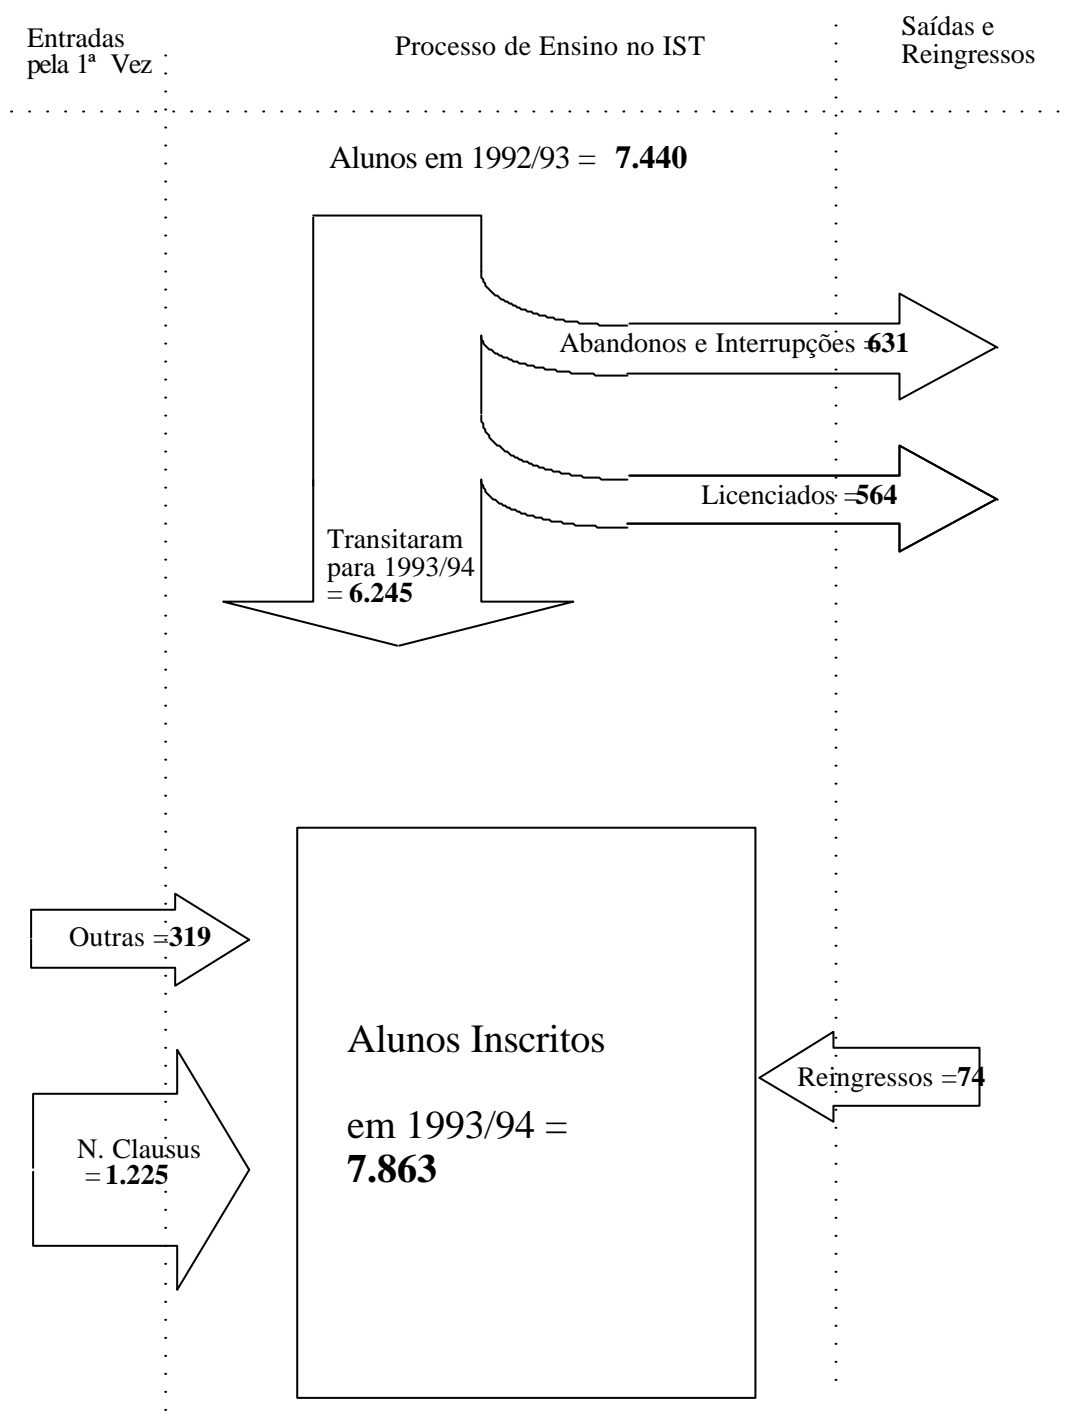 Entradas
pela 1ª Vez
Processo de Ensino no IST
Saídas e
Reingressos
Alunos em 1992/93 = 7.440
Abandonos e Interrupções =631
Licenciados =564
Transitaram
para 1993/94
= 6.245
Outras =319
Alunos Inscritos
em 1993/94 =
7.863
Reingressos =74
N. Clausus
= 1.225